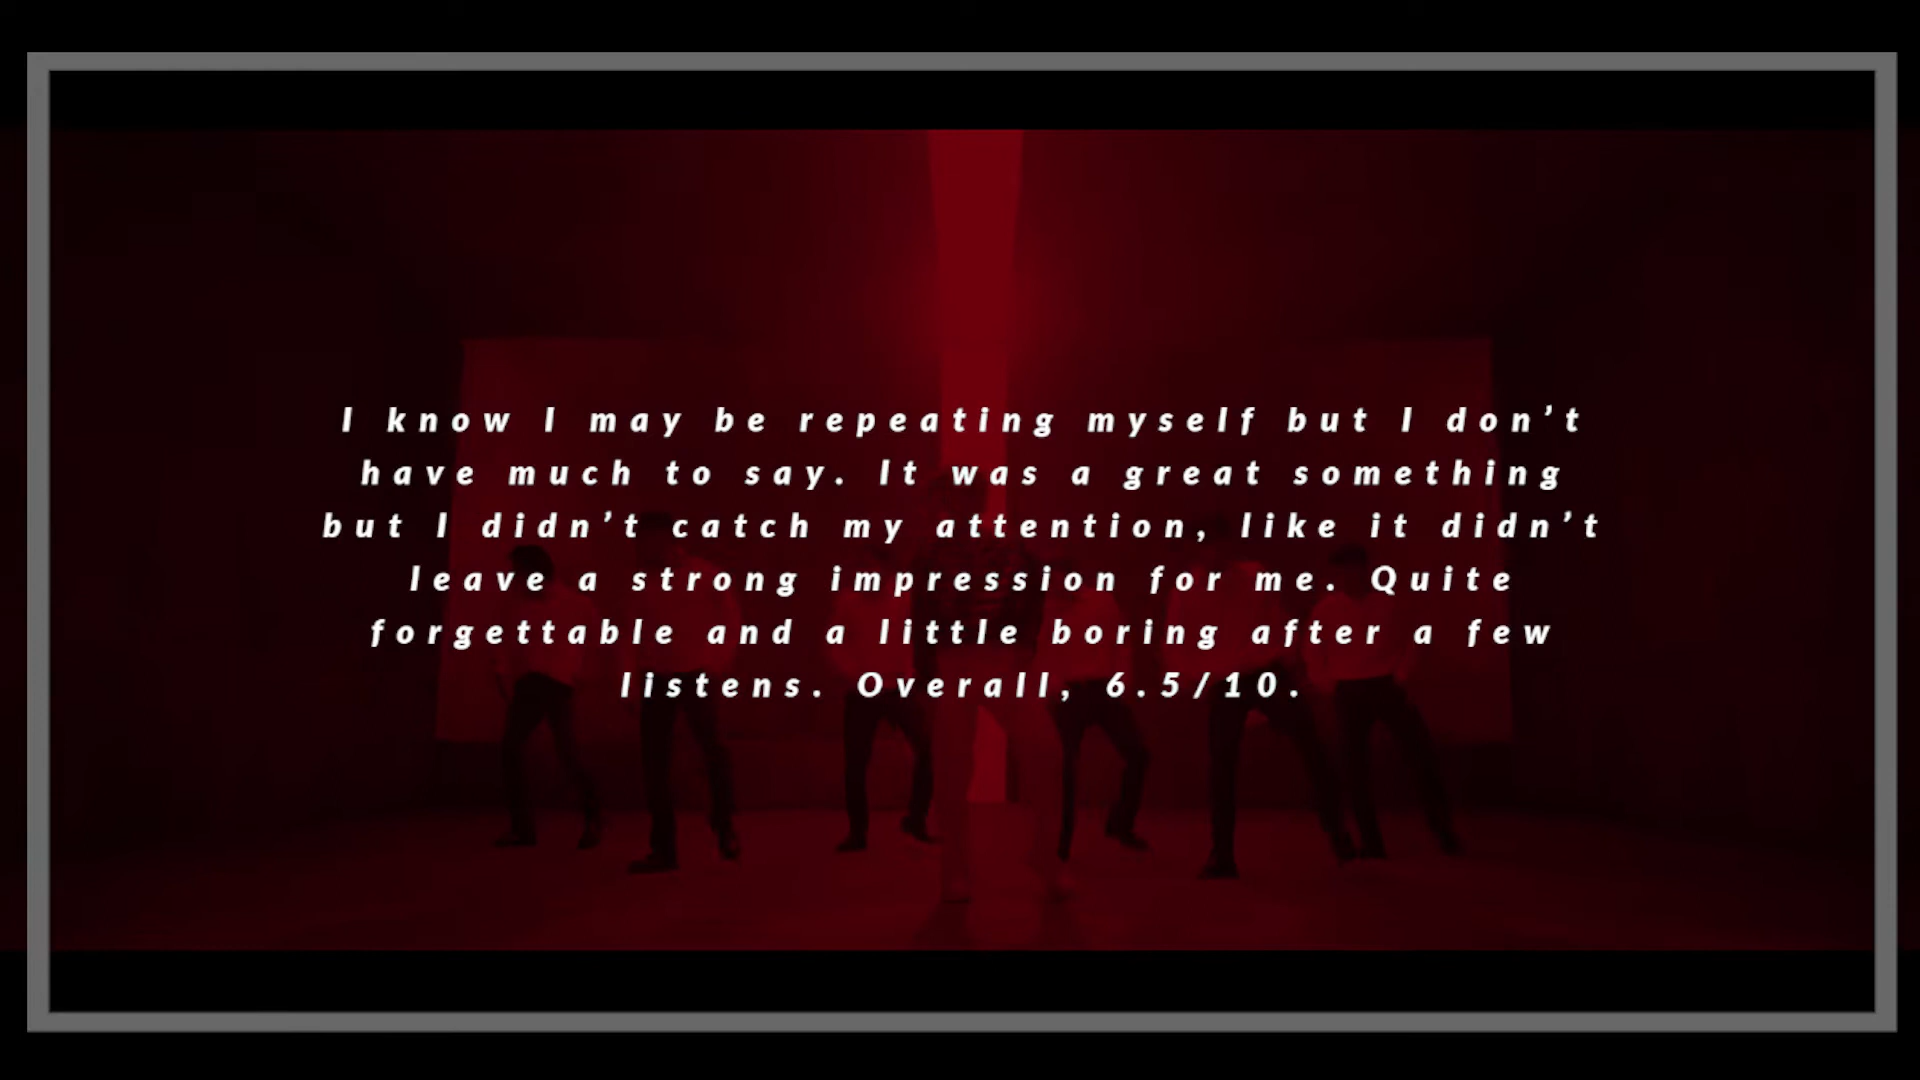 I know I may be repeating myself but I don’t
have much to say. It was a great something
but I didn’t catch my attention, like it didn’t
leave a strong impression for me. Quite
forgettable and a little boring after a few
listens. Overall, 6.5/10.